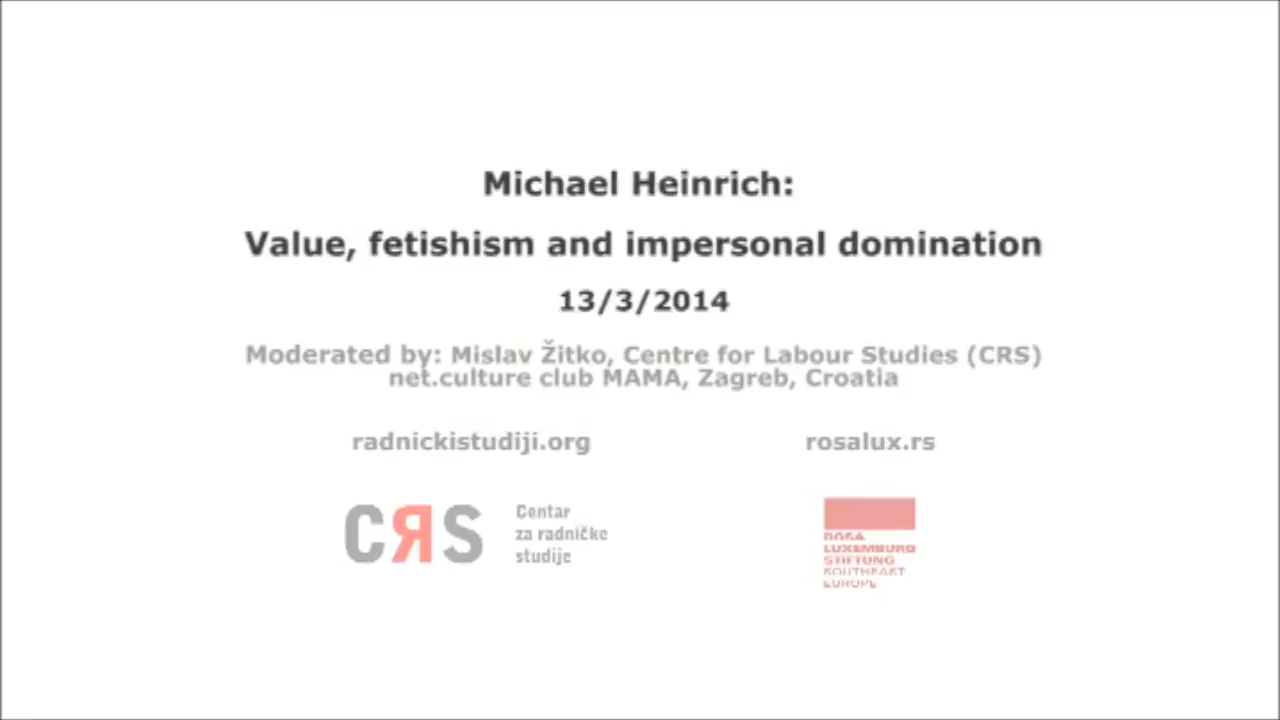 Michael Heinrich:
Value, fetishism and impersonal domination
13/3/2014
Moderated by: Mislav Žitko, Centre for Labour Studies (CRS)
net.culture club MAMA, Zagreb, Croatia
radnickistudiji.org
rosalux.rs
CЯS
Centar
za radničke
studije
ROSA
LUXEMBURG
STIFTUNG
SOUTHEAST
EUROPE